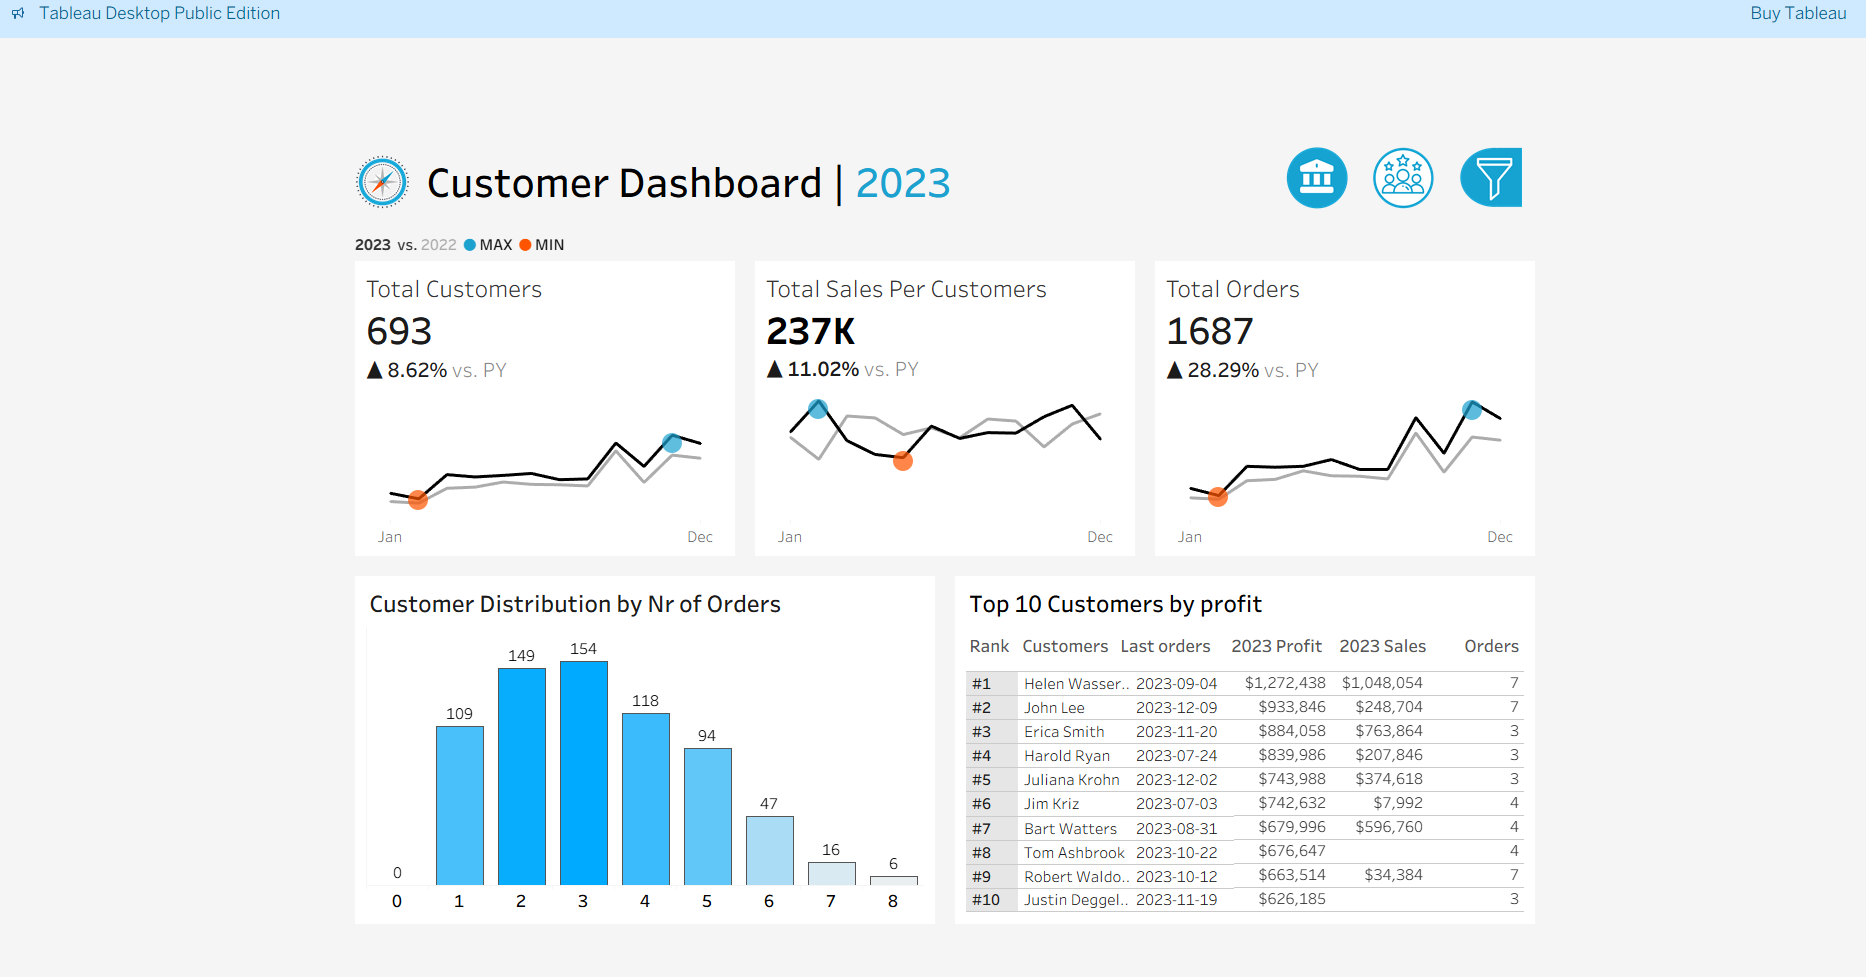 Tableau Desktop Public Edition
Buy Tableau
Customer Dashboard | 2023
2023 vs. 2022 MAX MIN
Total Customers
693
▲ 8.62% vs. PY
Jan Dec
Total Sales Per Customers
237K
▲ 11.02% vs. PY
Jan Dec
Total Orders
1687
▲ 28.29% vs. PY
Jan Dec
Customer Distribution by Nr of Orders
0 109 149 154 118 94 47 16 6
0 1 2 3 4 5 6 7 8
Top 10 Customers by profit
Rank Customers Last orders 2023 Profit 2023 Sales Orders
#1 Helen Wasser.. 2023-09-04 $1,272,438 $1,048,054 7
#2 John Lee 2023-12-09 $933,846 $248,704 7
#3 Erica Smith 2023-11-20 $884,058 $763,864 3
#4 Harold Ryan 2023-07-24 $839,986 $207,846 3
#5 Juliana Krohn 2023-12-02 $743,988 $374,618 3
#6 Jim Kriz 2023-07-03 $742,632 $7,992 4
#7 Bart Watters 2023-08-31 $679,996 $596,760 4
#8 Tom Ashbrook 2023-10-22 $676,647 4
#9 Robert Waldo.. 2023-10-12 $663,514 $34,384 7
#10 Justin Deggel.. 2023-11-19 $626,185 3